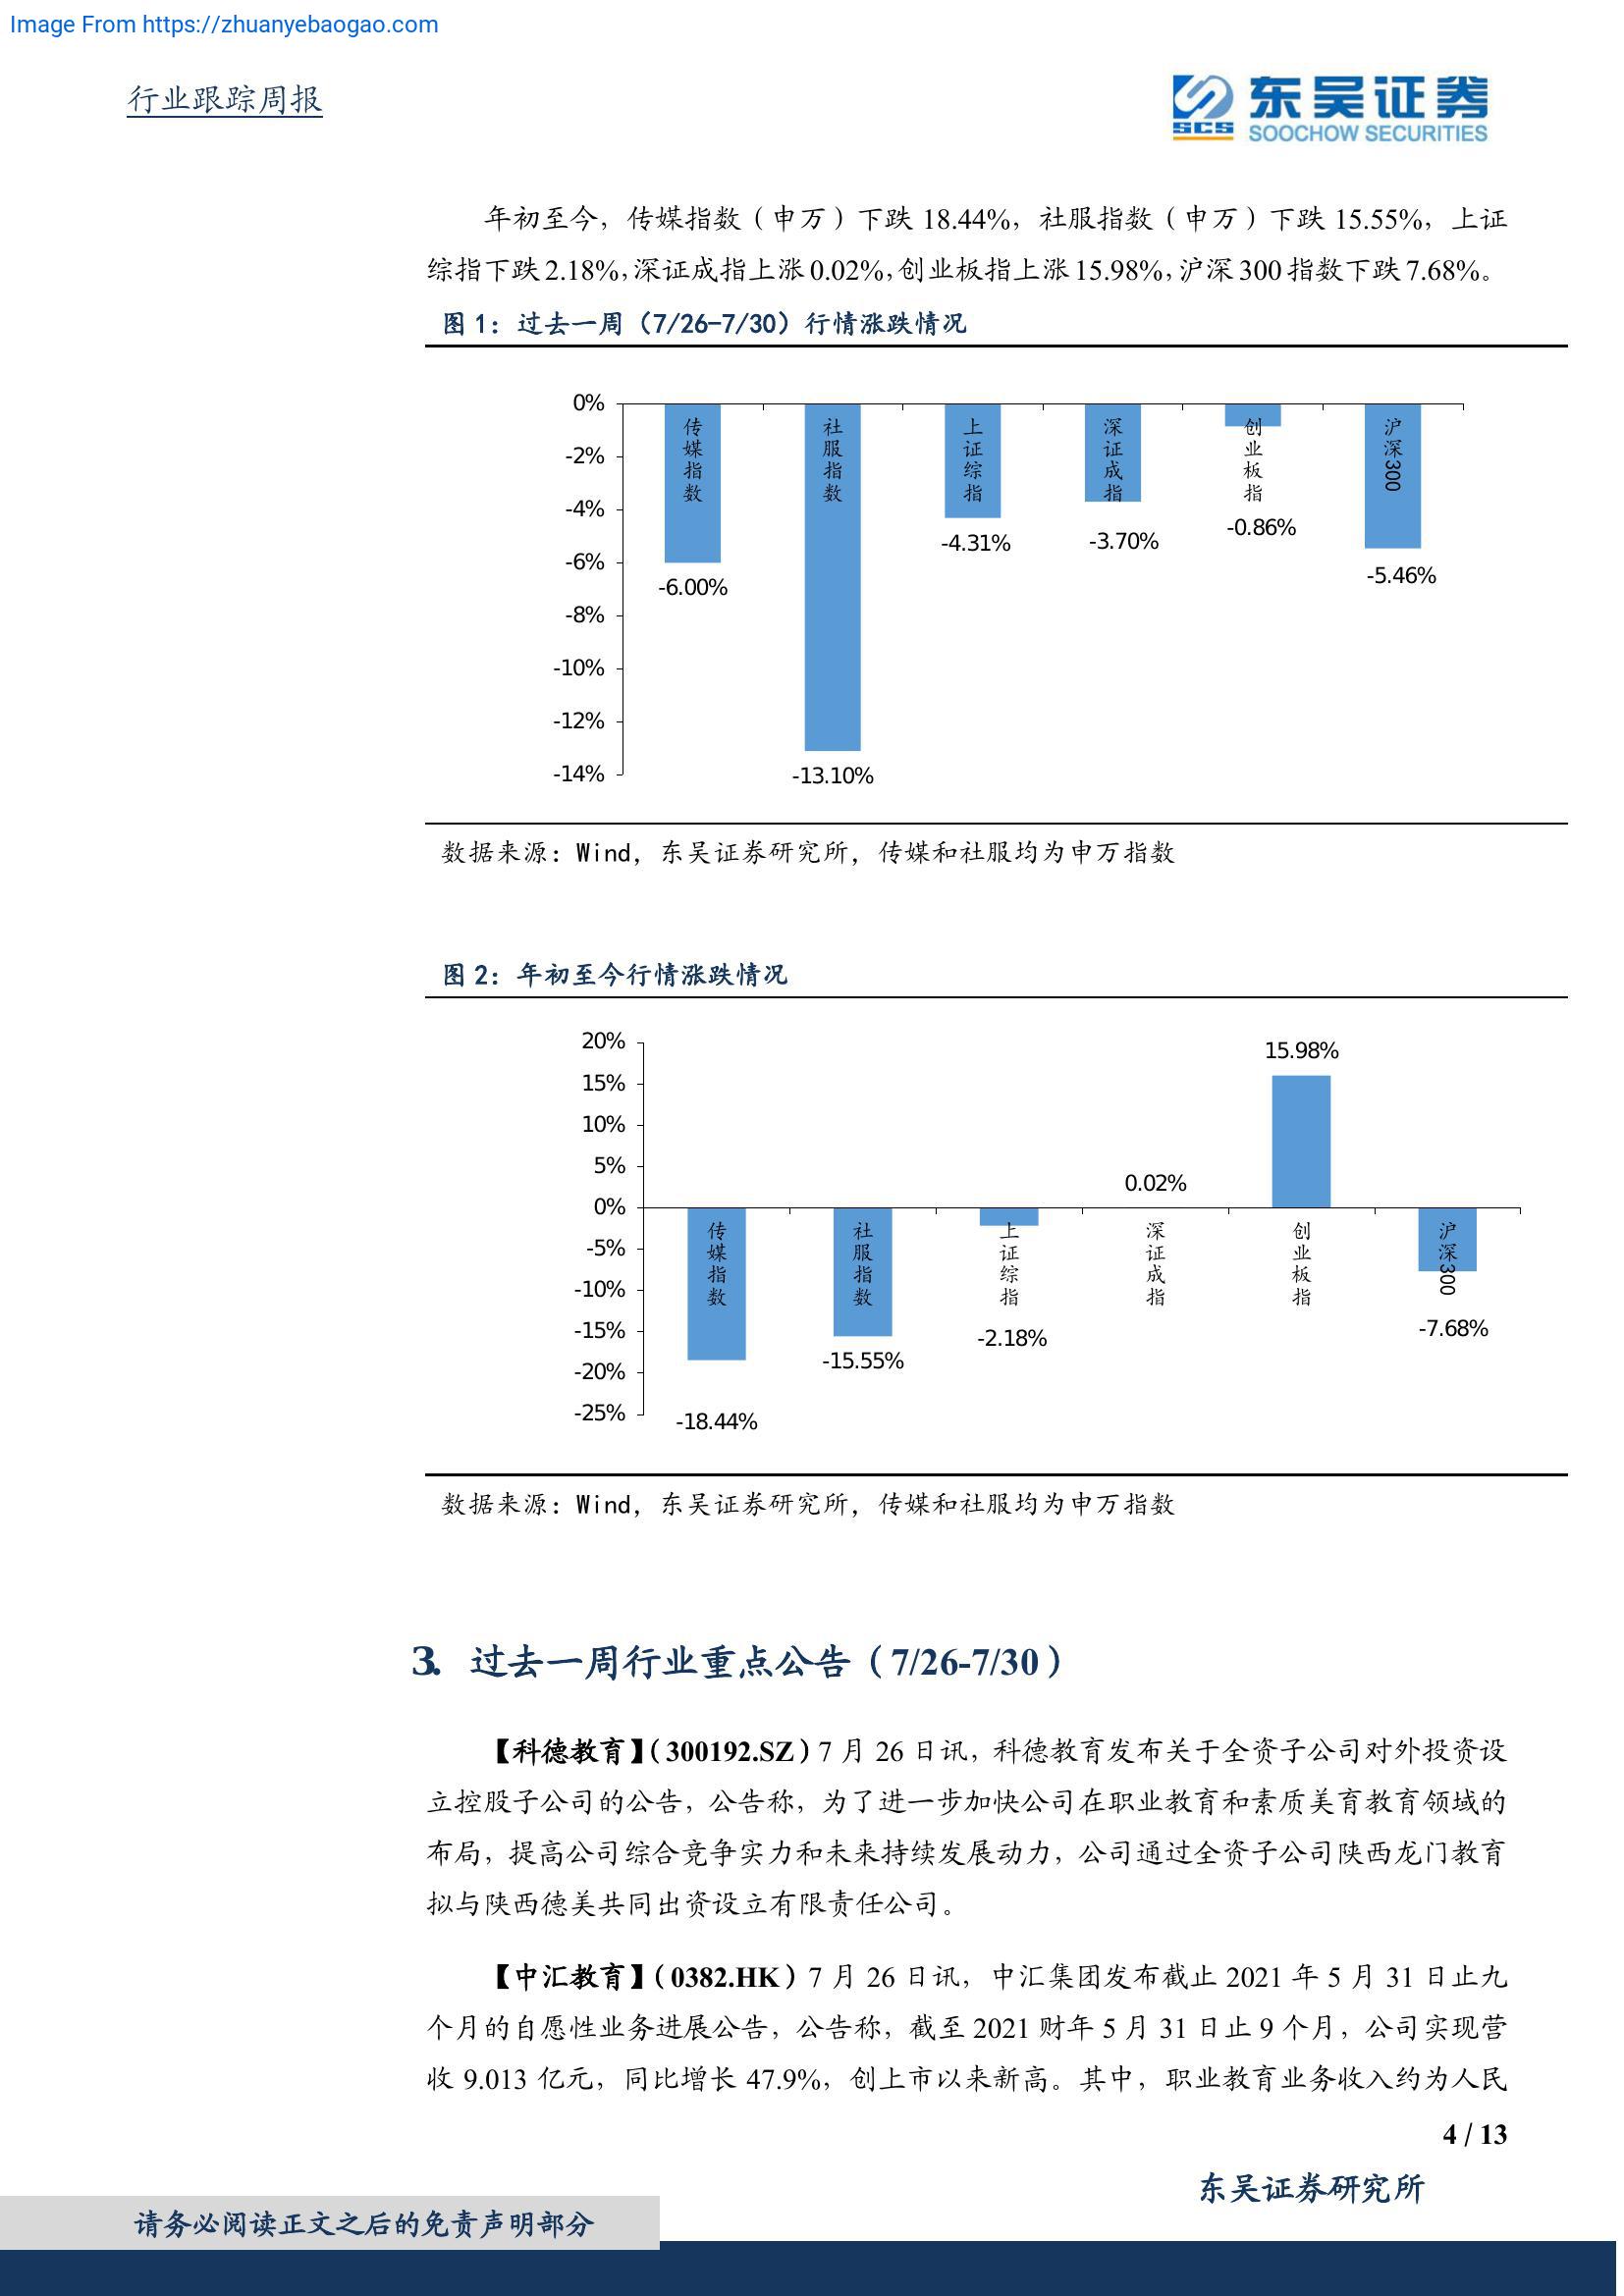 Image From https://zhuanyebaogao.com
行业跟踪周报
东吴证券
SCS
SOOCHOW SECURITIES
年初至今，传媒指数（申万）下跌 18.44%，社服指数（申万）下跌 15.55%，上证
综指下跌 2.18%，深证成指上涨 0.02%，创业板指上涨 15.98%，沪深 300 指数下跌 7.68%。
图 1：过去一周（7/26-7/30）行情涨跌情况
0%
-2%
-4%
-6%
-8%
-10%
-12%
-14%
传媒指数
社服指数
上证综指
深证成指
创业板指
沪深300
-6.00%
-13.10%
-4.31%
-3.70%
-0.86%
-5.46%
数据来源：Wind，东吴证券研究所，传媒和社服均为申万指数
图 2：年初至今行情涨跌情况
20%
15%
10%
5%
0%
-5%
-10%
-15%
-20%
-25%
传媒指数
社服指数
上证综指
深证成指
创业板指
沪深300
-18.44%
-15.55%
-2.18%
0.02%
15.98%
-7.68%
数据来源：Wind，东吴证券研究所，传媒和社服均为申万指数
3. 过去一周行业重点公告（7/26-7/30）
【科德教育】（300192.SZ）7 月 26 日讯，科德教育发布关于全资子公司对外投资设
立控股子公司的公告，公告称，为了进一步加快公司在职业教育和素质美育教育领域的
布局，提高公司综合竞争实力和未来持续发展动力，公司通过全资子公司陕西龙门教育
拟与陕西德美共同出资设立有限责任公司。
【中汇教育】（0382.HK）7 月 26 日讯，中汇集团发布截止 2021 年 5 月 31 日止九
个月的自愿性业务进展公告，公告称，截至 2021 财年 5 月 31 日止 9 个月，公司实现营
收 9.013 亿元，同比增长 47.9%，创上市以来新高。其中，职业教育业务收入约为人民
4 / 13
东吴证券研究所
请务必阅读正文之后的免责声明部分